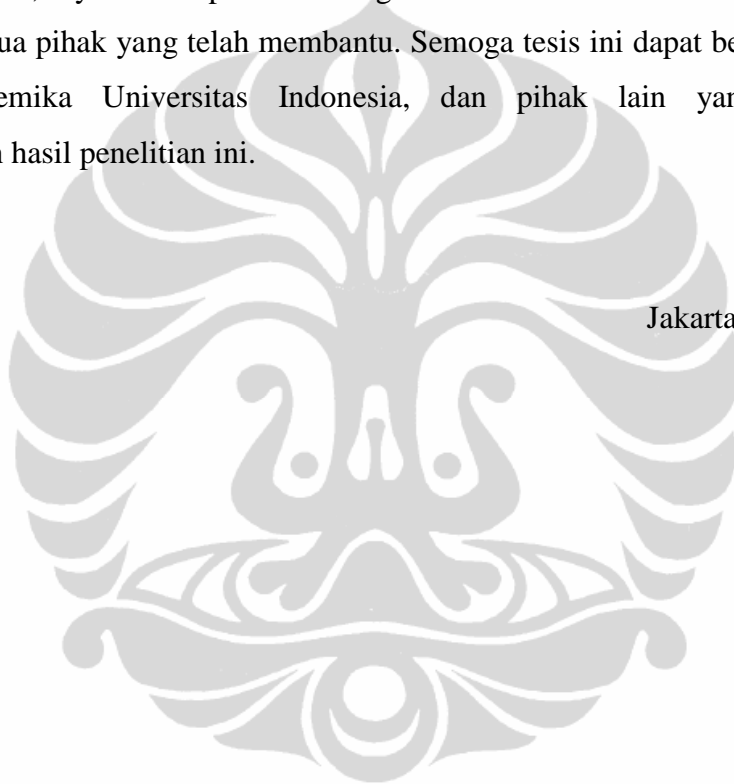 ua pihak yang telah membantu. Semoga tesis ini dapat be
emika Universitas Indonesia, dan pihak lain yan
hasil penelitian ini.
Jakarta